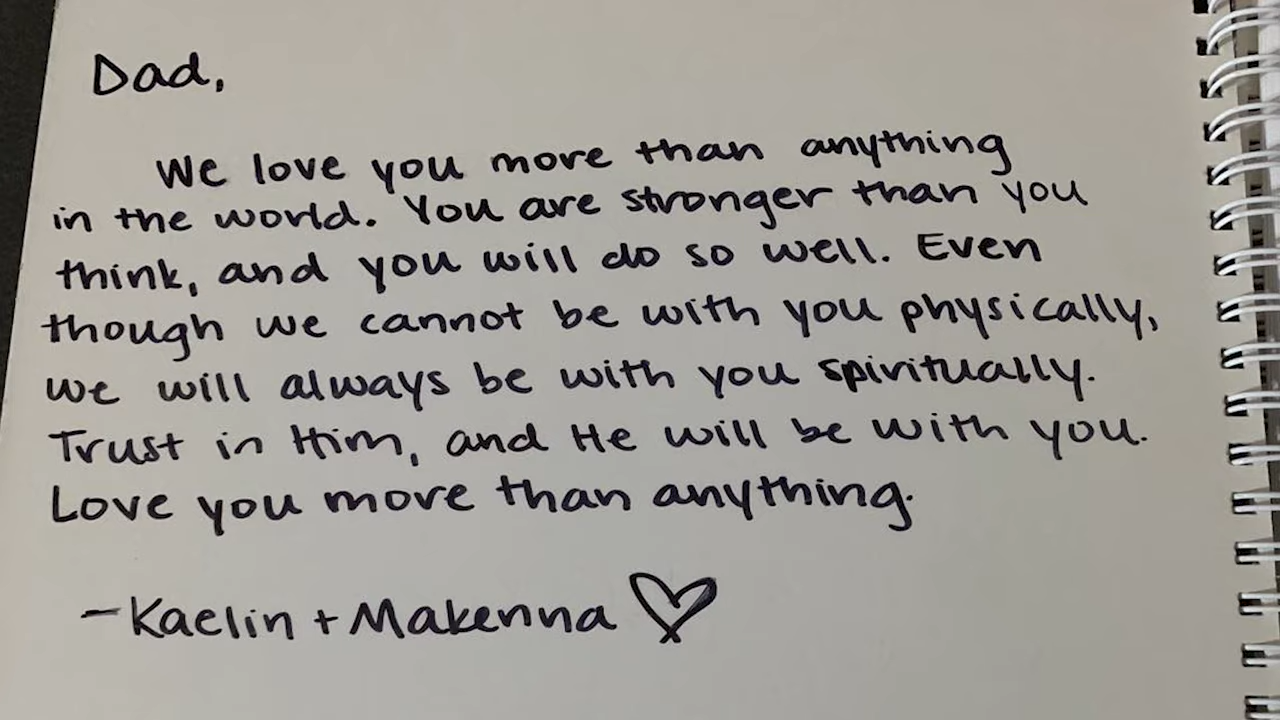 Dad,
We love you more than anything
in the world. You are stronger than you
think, and you will do so well. Even
though we cannot be with you physically,
we will always be with you spiritually.
Trust in Him, and He will be with you.
Love you more than anything.
-Kaelin + Makenna ♡